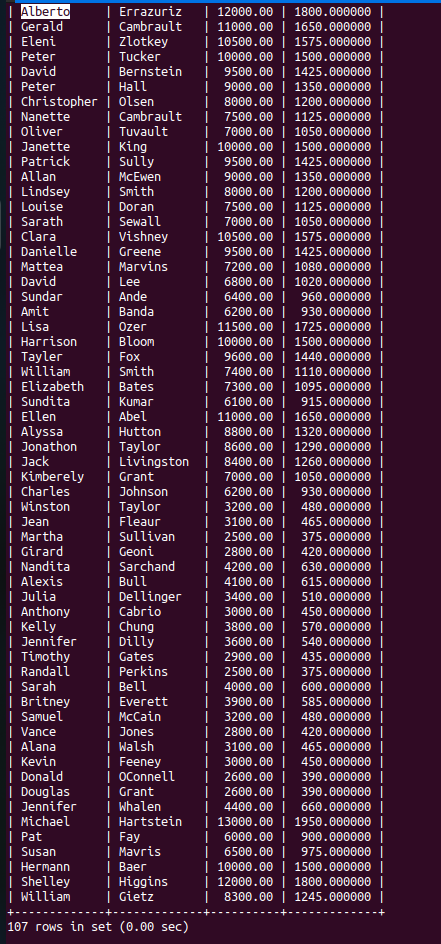 | Alberto     | Errazuriz   | 12000.00 | 1800.000000 |
| Gerald      | Cambrault   | 11000.00 | 1650.000000 |
| Eleni       | Zlotkey     | 10500.00 | 1575.000000 |
| Peter       | Tucker      | 10000.00 | 1500.000000 |
| David       | Bernstein   |  9500.00 | 1425.000000 |
| Peter       | Hall        |  9000.00 | 1350.000000 |
| Christopher | Olsen       |  8000.00 | 1200.000000 |
| Nanette     | Cambrault   |  7500.00 | 1125.000000 |
| Oliver      | Tuvault     |  7000.00 | 1050.000000 |
| Janette     | King        | 10000.00 | 1500.000000 |
| Patrick     | Sully       |  9500.00 | 1425.000000 |
| Allan       | McEwen      |  9000.00 | 1350.000000 |
| Lindsey     | Smith       |  8000.00 | 1200.000000 |
| Louise      | Doran       |  7500.00 | 1125.000000 |
| Sarath      | Sewall      |  7000.00 | 1050.000000 |
| Clara       | Vishney     | 10500.00 | 1575.000000 |
| Danielle    | Greene      |  9500.00 | 1425.000000 |
| Mattea      | Marvins     |  7200.00 | 1080.000000 |
| David       | Lee         |  6800.00 | 1020.000000 |
| Sundar      | Ande        |  6400.00 |  960.000000 |
| Amit        | Banda       |  6200.00 |  930.000000 |
| Lisa        | Ozer        | 11500.00 | 1725.000000 |
| Harrison    | Bloom       | 10000.00 | 1500.000000 |
| Tayler      | Fox         |  9600.00 | 1440.000000 |
| William     | Smith       |  7400.00 | 1110.000000 |
| Elizabeth   | Bates       |  7300.00 | 1095.000000 |
| Sundita     | Kumar       |  6100.00 |  915.000000 |
| Ellen       | Abel        | 11000.00 | 1650.000000 |
| Alyssa      | Hutton      |  8800.00 | 1320.000000 |
| Jonathon    | Taylor      |  8600.00 | 1290.000000 |
| Jack        | Livingston  |  8400.00 | 1260.000000 |
| Kimberely   | Grant       |  7000.00 | 1050.000000 |
| Charles     | Johnson     |  6200.00 |  930.000000 |
| Winston     | Taylor      |  3200.00 |  480.000000 |
| Jean        | Fleaur      |  3100.00 |  465.000000 |
| Martha      | Sullivan    |  2500.00 |  375.000000 |
| Girard      | Geoni       |  2800.00 |  420.000000 |
| Nandita     | Sarchand    |  4200.00 |  630.000000 |
| Alexis      | Bull        |  4100.00 |  615.000000 |
| Julia       | Dellinger   |  3400.00 |  510.000000 |
| Anthony     | Cabrio      |  3000.00 |  450.000000 |
| Kelly       | Chung       |  3800.00 |  570.000000 |
| Jennifer    | Dilly       |  3600.00 |  540.000000 |
| Timothy     | Gates       |  2900.00 |  435.000000 |
| Randall     | Perkins     |  2500.00 |  375.000000 |
| Sarah       | Bell        |  4000.00 |  600.000000 |
| Britney     | Everett     |  3900.00 |  585.000000 |
| Samuel      | McCain      |  3200.00 |  480.000000 |
| Vance       | Jones       |  2800.00 |  420.000000 |
| Alana       | Walsh       |  3100.00 |  465.000000 |
| Kevin       | Feeney      |  3000.00 |  450.000000 |
| Donald      | OConnell    |  2600.00 |  390.000000 |
| Douglas     | Grant       |  2600.00 |  390.000000 |
| Jennifer    | Whalen      |  4400.00 |  660.000000 |
| Michael     | Hartstein   | 13000.00 | 1950.000000 |
| Pat         | Fay         |  6000.00 |  900.000000 |
| Susan       | Mavris      |  6500.00 |  975.000000 |
| Hermann     | Baer        | 10000.00 | 1500.000000 |
| Shelley     | Higgins     | 12000.00 | 1800.000000 |
| William     | Gietz       |  8300.00 | 1245.000000 |
+-------------+-------------+----------+-------------+
107 rows in set (0.00 sec)